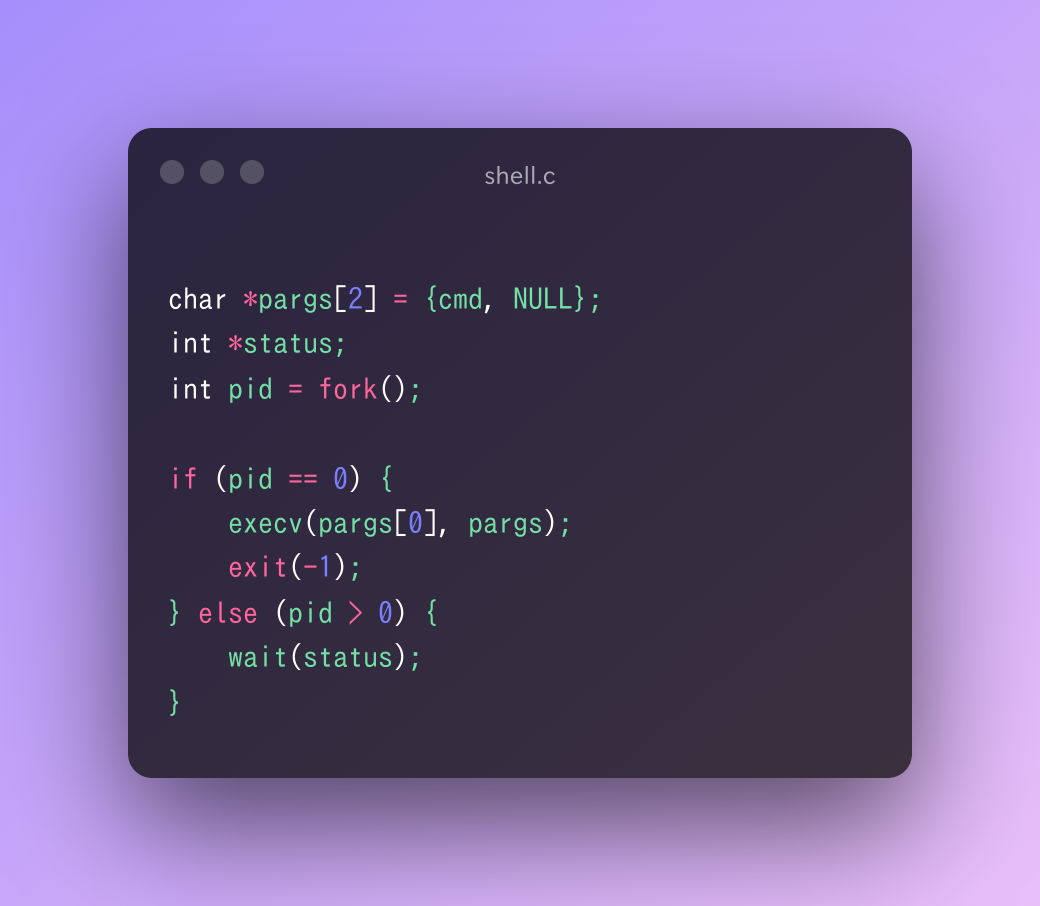 shell.c
char *pargs[2] = {cmd, NULL};
int *status;
int pid = fork();
if (pid == 0) {
    execv(pargs[0], pargs);
    exit(-1);
} else (pid > 0) {
    wait(status);
}